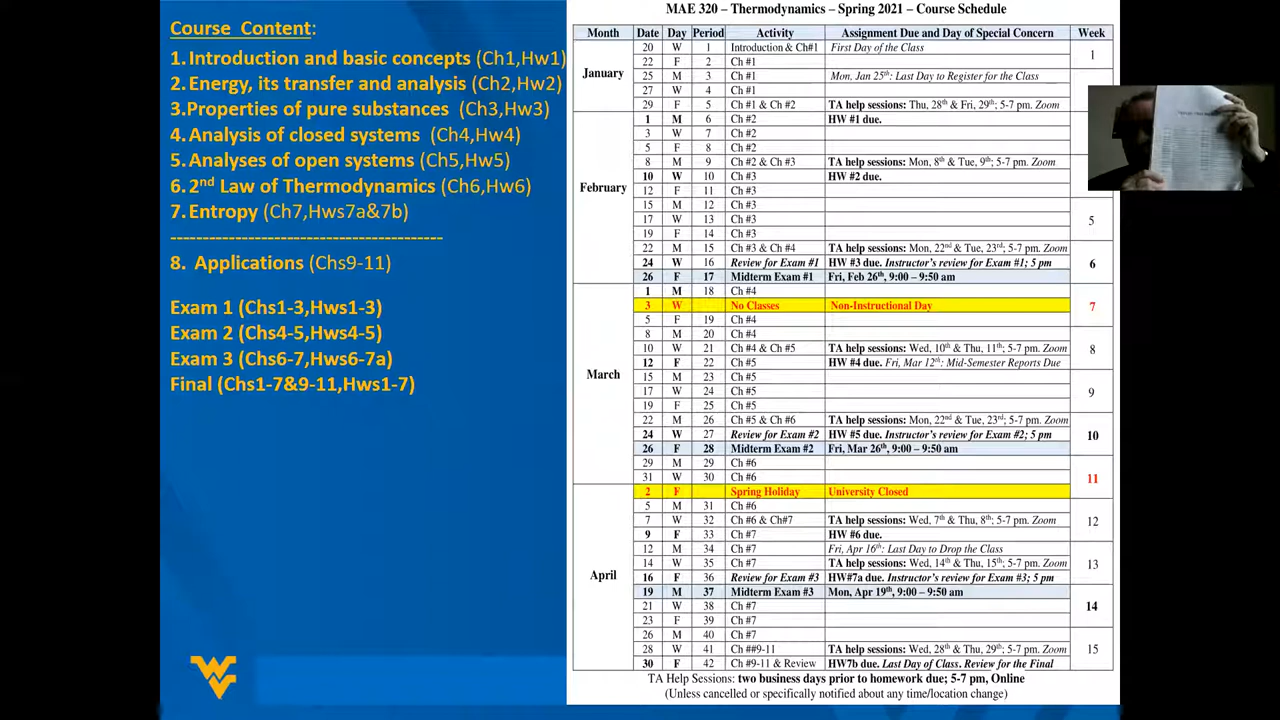 Course Content:
1. Introduction and basic concepts (Ch1,Hw1)
2. Energy, its transfer and analysis (Ch2,Hw2)
3.Properties of pure substances (Ch3,Hw3)
4. Analysis of closed systems (Ch4,Hw4)
5. Analyses of open systems (Ch5,Hw5)
6. 2nd Law of Thermodynamics (Ch6,Hw6)
7. Entropy (Ch7,Hws7a&7b)
------------------------------------------
8. Applications (Chs9-11)
Exam 1 (Chs1-3,Hws1-3)
Exam 2 (Chs4-5,Hws4-5)
Exam 3 (Chs6-7,Hws6-7a)
Final (Chs1-7&9-11,Hws1-7)
MAE 320 – Thermodynamics – Spring 2021 – Course Schedule
Month Date Day Period Activity Assignment Due and Day of Special Concern Week
January 20 W 1 Introduction & Ch#1 First Day of the Class 1
22 F 2 Ch #1
25 M 3 Ch #1 Mon, Jan 25th: Last Day to Register for the Class
27 W 4 Ch #1
29 F 5 Ch #1 & Ch #2 TA help sessions: Thu, 28th & Fri, 29th; 5-7 pm. Zoom
February 1 M 6 Ch #2 HW #1 due.
3 W 7 Ch #2
5 F 8 Ch #2
8 M 9 Ch #2 & Ch #3 TA help sessions: Mon, 8th & Tue, 9th; 5-7 pm. Zoom
10 W 10 Ch #3 HW #2 due.
12 F 11 Ch #3
15 M 12 Ch #3 5
17 W 13 Ch #3
19 F 14 Ch #3
22 M 15 Ch #3 & Ch #4 TA help sessions: Mon, 22nd & Tue, 23rd; 5-7 pm. Zoom 6
24 W 16 Review for Exam #1 HW #3 due. Instructor's review for Exam #1; 5 pm
26 F 17 Midterm Exam #1 Fri, Feb 26th, 9:00 – 9:50 am
March 1 M 18 Ch #4 7
3 W No Classes Non-Instructional Day
5 F 19 Ch #4
8 M 20 Ch #4 8
10 W 21 Ch #4 & Ch #5 TA help sessions: Wed, 10th & Thu, 11th; 5-7 pm. Zoom
12 F 22 Ch #5 HW #4 due. Fri, Mar 12th: Mid-Semester Reports Due
15 M 23 Ch #5 9
17 W 24 Ch #5
19 F 25 Ch #5
22 M 26 Ch #5 & Ch #6 TA help sessions: Mon, 22nd & Tue, 23rd; 5-7 pm. Zoom 10
24 W 27 Review for Exam #2 HW #5 due. Instructor's review for Exam #2; 5 pm
26 F 28 Midterm Exam #2 Fri, Mar 26th, 9:00 – 9:50 am
29 M 29 Ch #6 11
31 W 30 Ch #6
April 2 F Spring Holiday University Closed
5 M 31 Ch #6 12
7 W 32 Ch #6 & Ch#7 TA help sessions: Wed, 7th & Thu, 8th; 5-7 pm. Zoom
9 F 33 Ch #7 HW #6 due.
12 M 34 Ch #7 Fri, Apr 16th: Last Day to Drop the Class 13
14 W 35 Ch #7 TA help sessions: Wed, 14th & Thu, 15th; 5-7 pm. Zoom
16 F 36 Review for Exam #3 HW#7a due. Instructor's review for Exam #3; 5 pm
19 M 37 Midterm Exam #3 Mon, Apr 19th, 9:00 – 9:50 am 14
21 W 38 Ch #7
23 F 39 Ch #7
26 M 40 Ch #7 15
28 W 41 Ch ##9-11 TA help sessions: Wed, 28th & Thu, 29th; 5-7 pm. Zoom
30 F 42 Ch #9-11 & Review HW7b due. Last Day of Class. Review for the Final
TA Help Sessions: two business days prior to homework due; 5-7 pm, Online
(Unless cancelled or specifically notified about any time/location change)